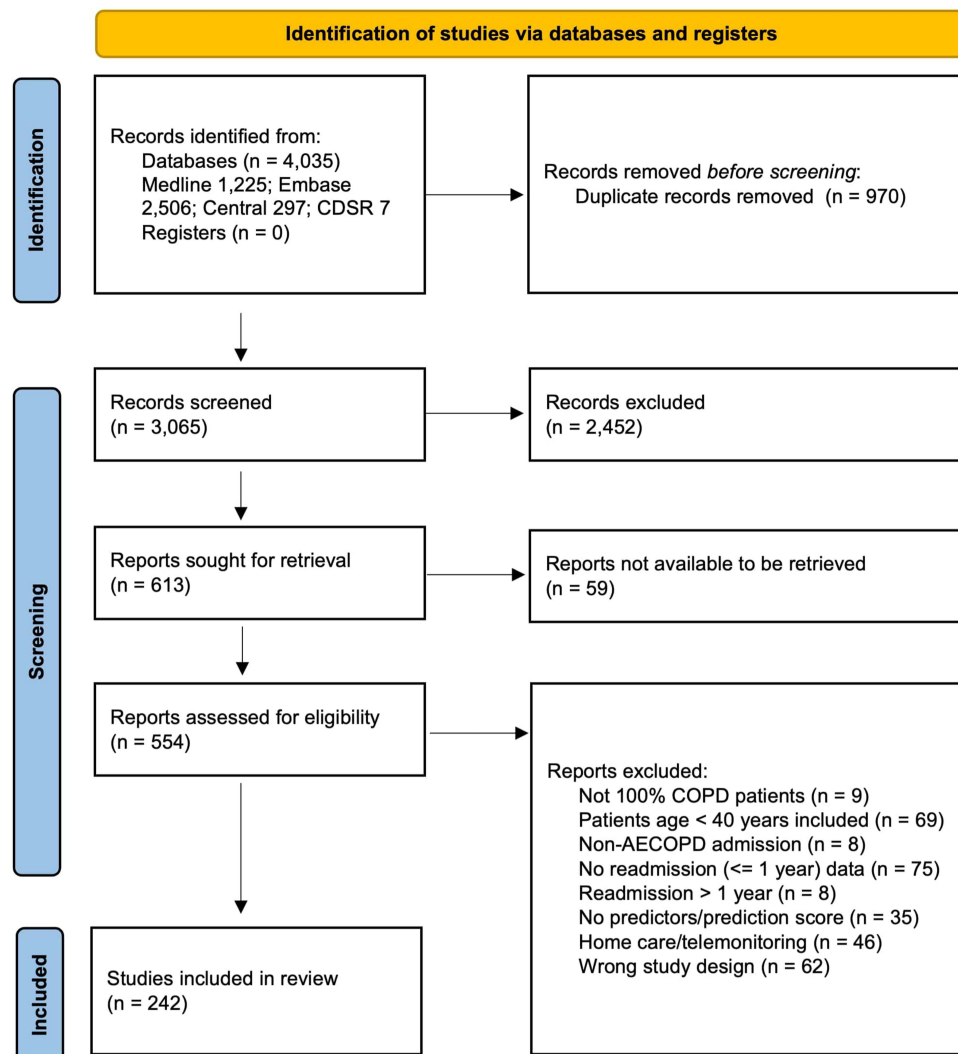 Identification of studies via databases and registers
Identification
Records identified from:
Databases (n = 4,035)
Medline 1,225; Embase
2,506; Central 297; CDSR 7
Registers (n = 0)
Records removed before screening:
Duplicate records removed (n = 970)
Screening
Records screened
(n = 3,065)
Records excluded
(n = 2,452)
Reports sought for retrieval
(n = 613)
Reports not available to be retrieved
(n = 59)
Reports assessed for eligibility
(n = 554)
Reports excluded:
Not 100% COPD patients (n = 9)
Patients age < 40 years included (n = 69)
Non-AECOPD admission (n = 8)
No readmission (<= 1 year) data (n = 75)
Readmission > 1 year (n = 8)
No predictors/prediction score (n = 35)
Home care/telemonitoring (n = 46)
Wrong study design (n = 62)
Included
Studies included in review
(n = 242)